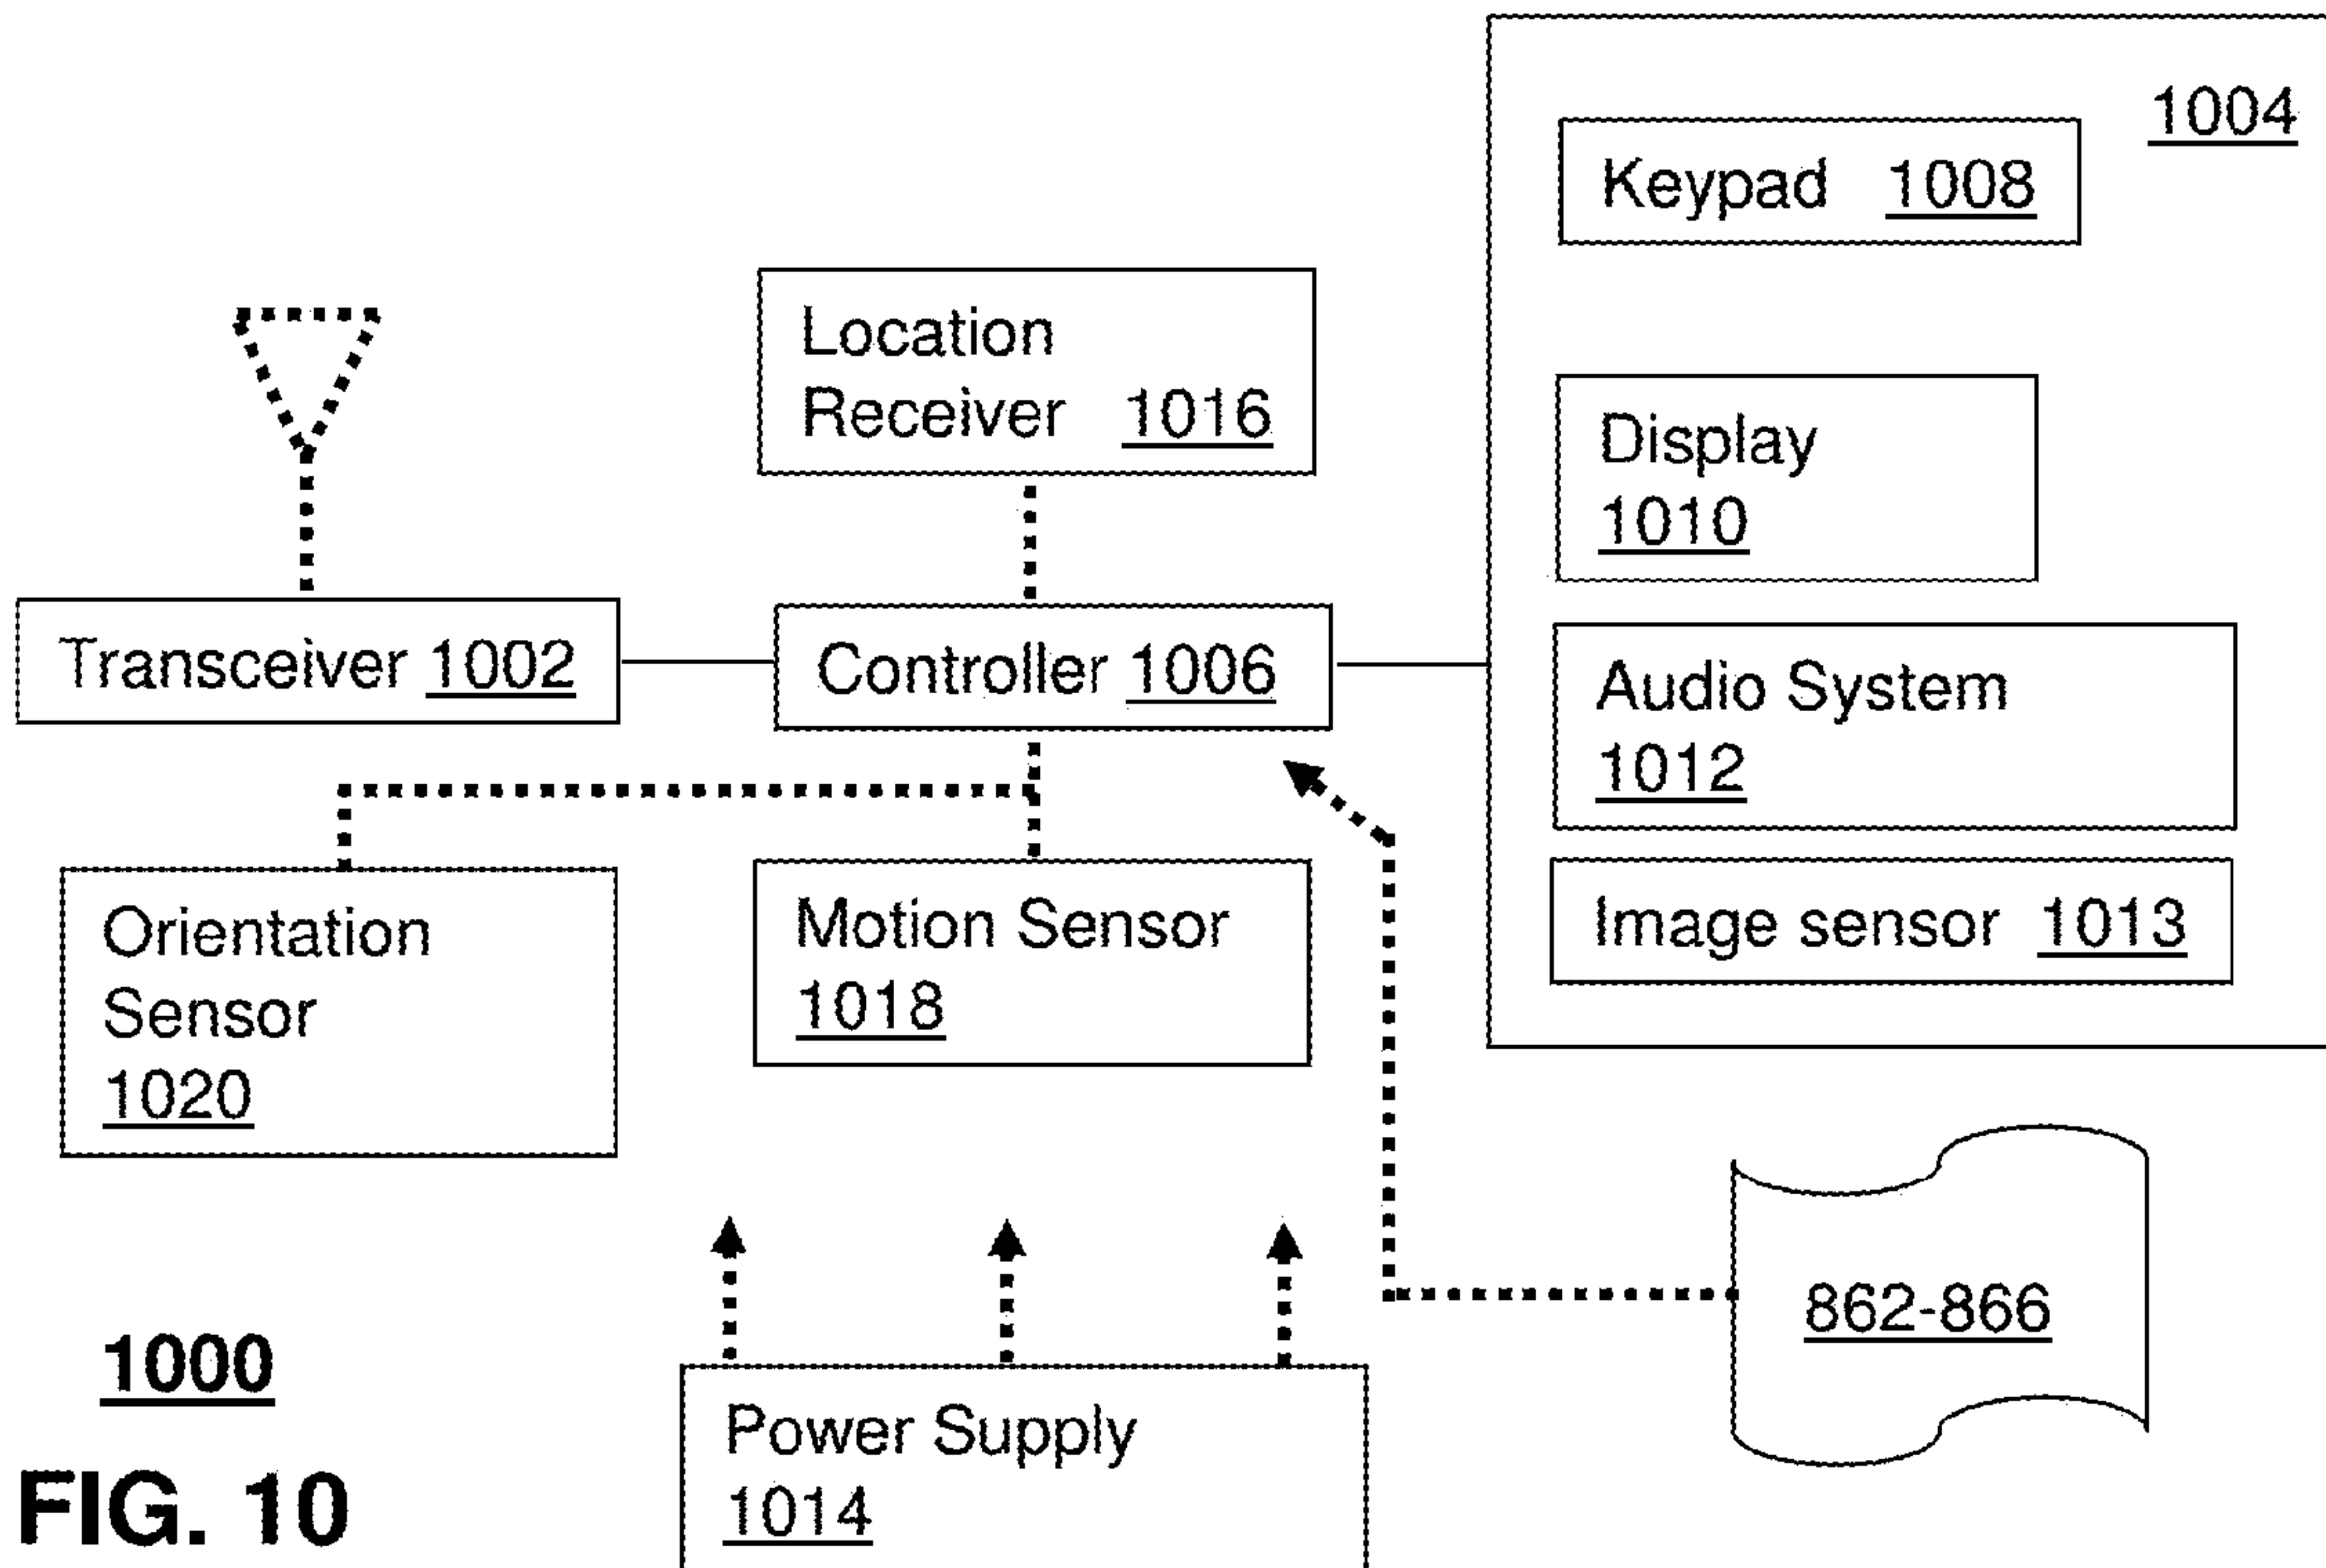 1004
Keypad 1008
Location
Receiver 1016
Display
1010
Transceiver 1002
Controller 1006
Audio System
1012
Image sensor 1013
Orientation
Sensor
1020
Motion Sensor
1018
862-866
Power Supply
1014
1000
FIG. 10